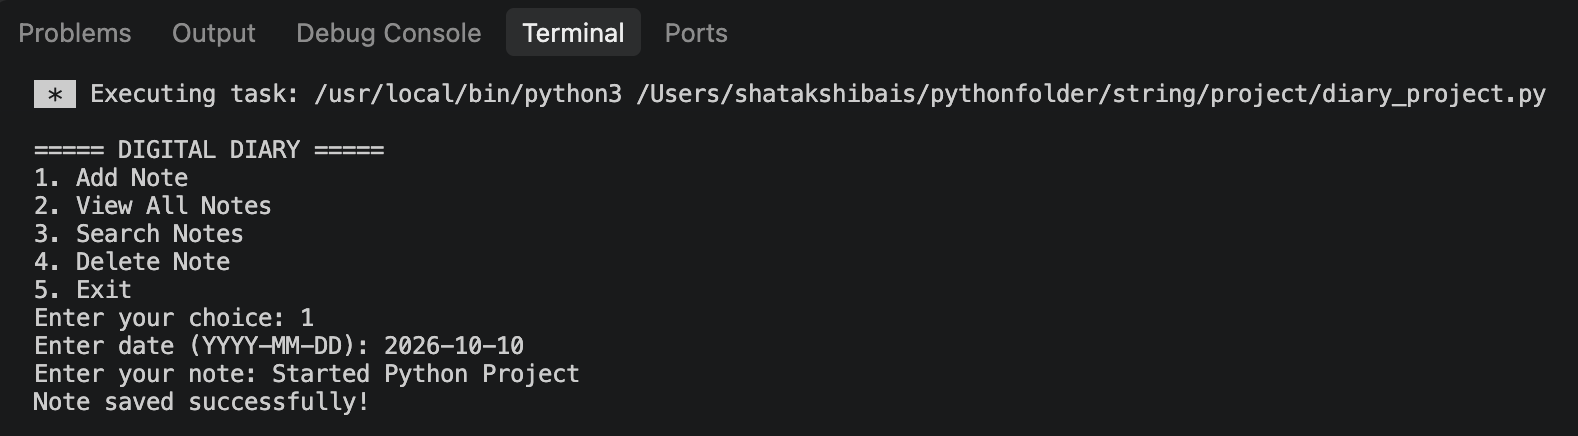 Problems Output Debug Console Terminal Ports
* Executing task: /usr/local/bin/python3 /Users/shatakshibais/pythonfolder/string/project/diary_project.py
===== DIGITAL DIARY =====
1. Add Note
2. View All Notes
3. Search Notes
4. Delete Note
5. Exit
Enter your choice: 1
Enter date (YYYY-MM-DD): 2026-10-10
Enter your note: Started Python Project
Note saved successfully!